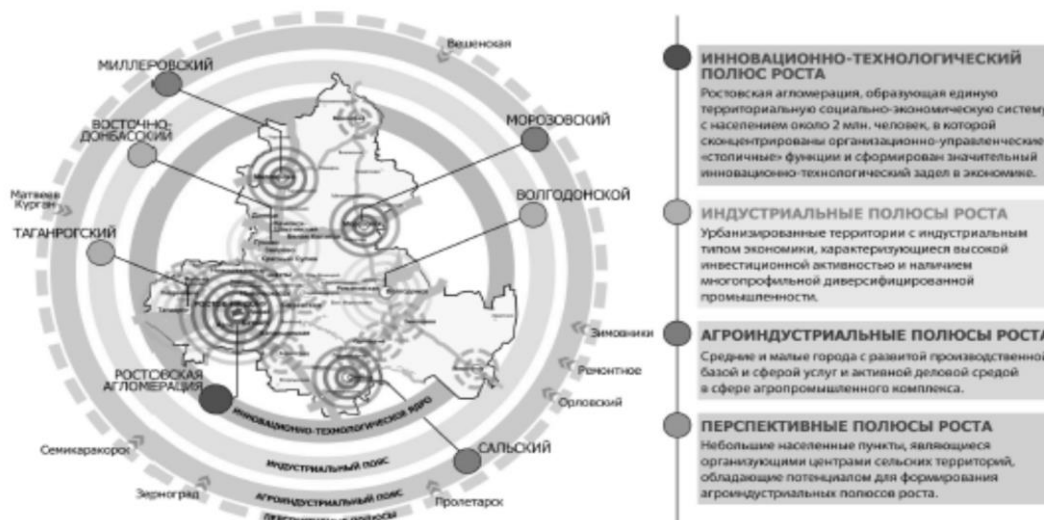 Вешенская
МИЛЛЕРОВСКИЙ
ВОСТОЧНО-
ДОНБАССКИЙ
МОРОЗОВСКИЙ
Матвеев
Курган
ВОЛГОДОНСКОЙ
ТАГАНРОГСКИЙ
Зимовники
Ремонтное
РОСТОВСКАЯ
АГЛОМЕРАЦИЯ
Орловский
ИННОВАЦИОННО-ТЕХНОЛОГИЧЕСКОЕ ЯДРО
Семикаракорск
ИНДУСТРИАЛЬНЫЙ ПОЯС
САЛЬСКИЙ
Зерноград
АГРОИНДУСТРИАЛЬНЫЙ ПОЯС
Пролетарск
ПЕРСПЕКТИВНЫЕ ПОЛЮСЫ
ИННОВАЦИОННО-ТЕХНОЛОГИЧЕСКИЙ
ПОЛЮС РОСТА
Ростовская агломерация, образующая единую
территориальную социально-экономическую систему
с населением около 2 млн. человек, в которой
сконцентрированы организационно-управленческие
«столичные» функции и сформирован значительный
инновационно-технологический задел в экономике.
ИНДУСТРИАЛЬНЫЕ ПОЛЮСЫ РОСТА
Урбанизированные территории с индустриальным
типом экономики, характеризующиеся высокой
инвестиционной активностью и наличием
многопрофильной диверсифицированной
промышленности.
АГРОИНДУСТРИАЛЬНЫЕ ПОЛЮСЫ РОСТА
Средние и малые города с развитой производственной
базой и сферой услуг и активной деловой средой
в сфере агропромышленного комплекса.
ПЕРСПЕКТИВНЫЕ ПОЛЮСЫ РОСТА
Небольшие населенные пункты, являющиеся
организующими центрами сельских территорий,
обладающие потенциалом для формирования
агроиндустриальных полюсов роста.